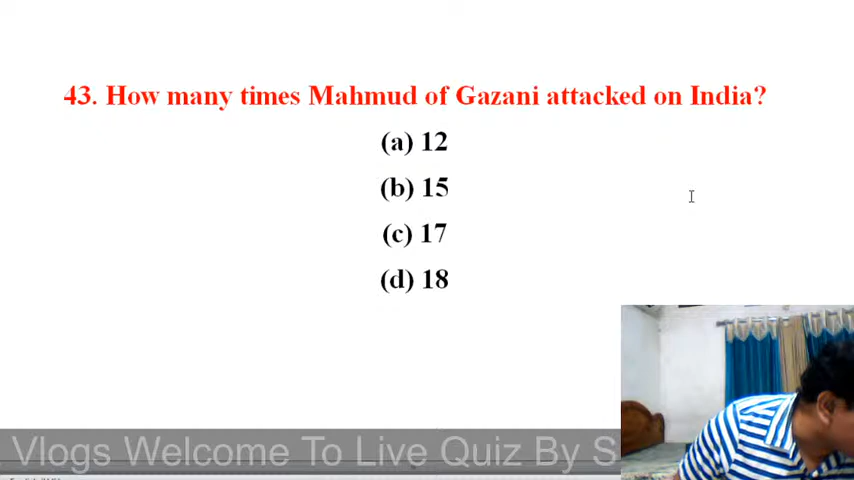 43. How many times Mahmud of Gazani attacked on India?
(a) 12
(b) 15
(c) 17
(d) 18
Vlogs Welcome To Live Quiz By S